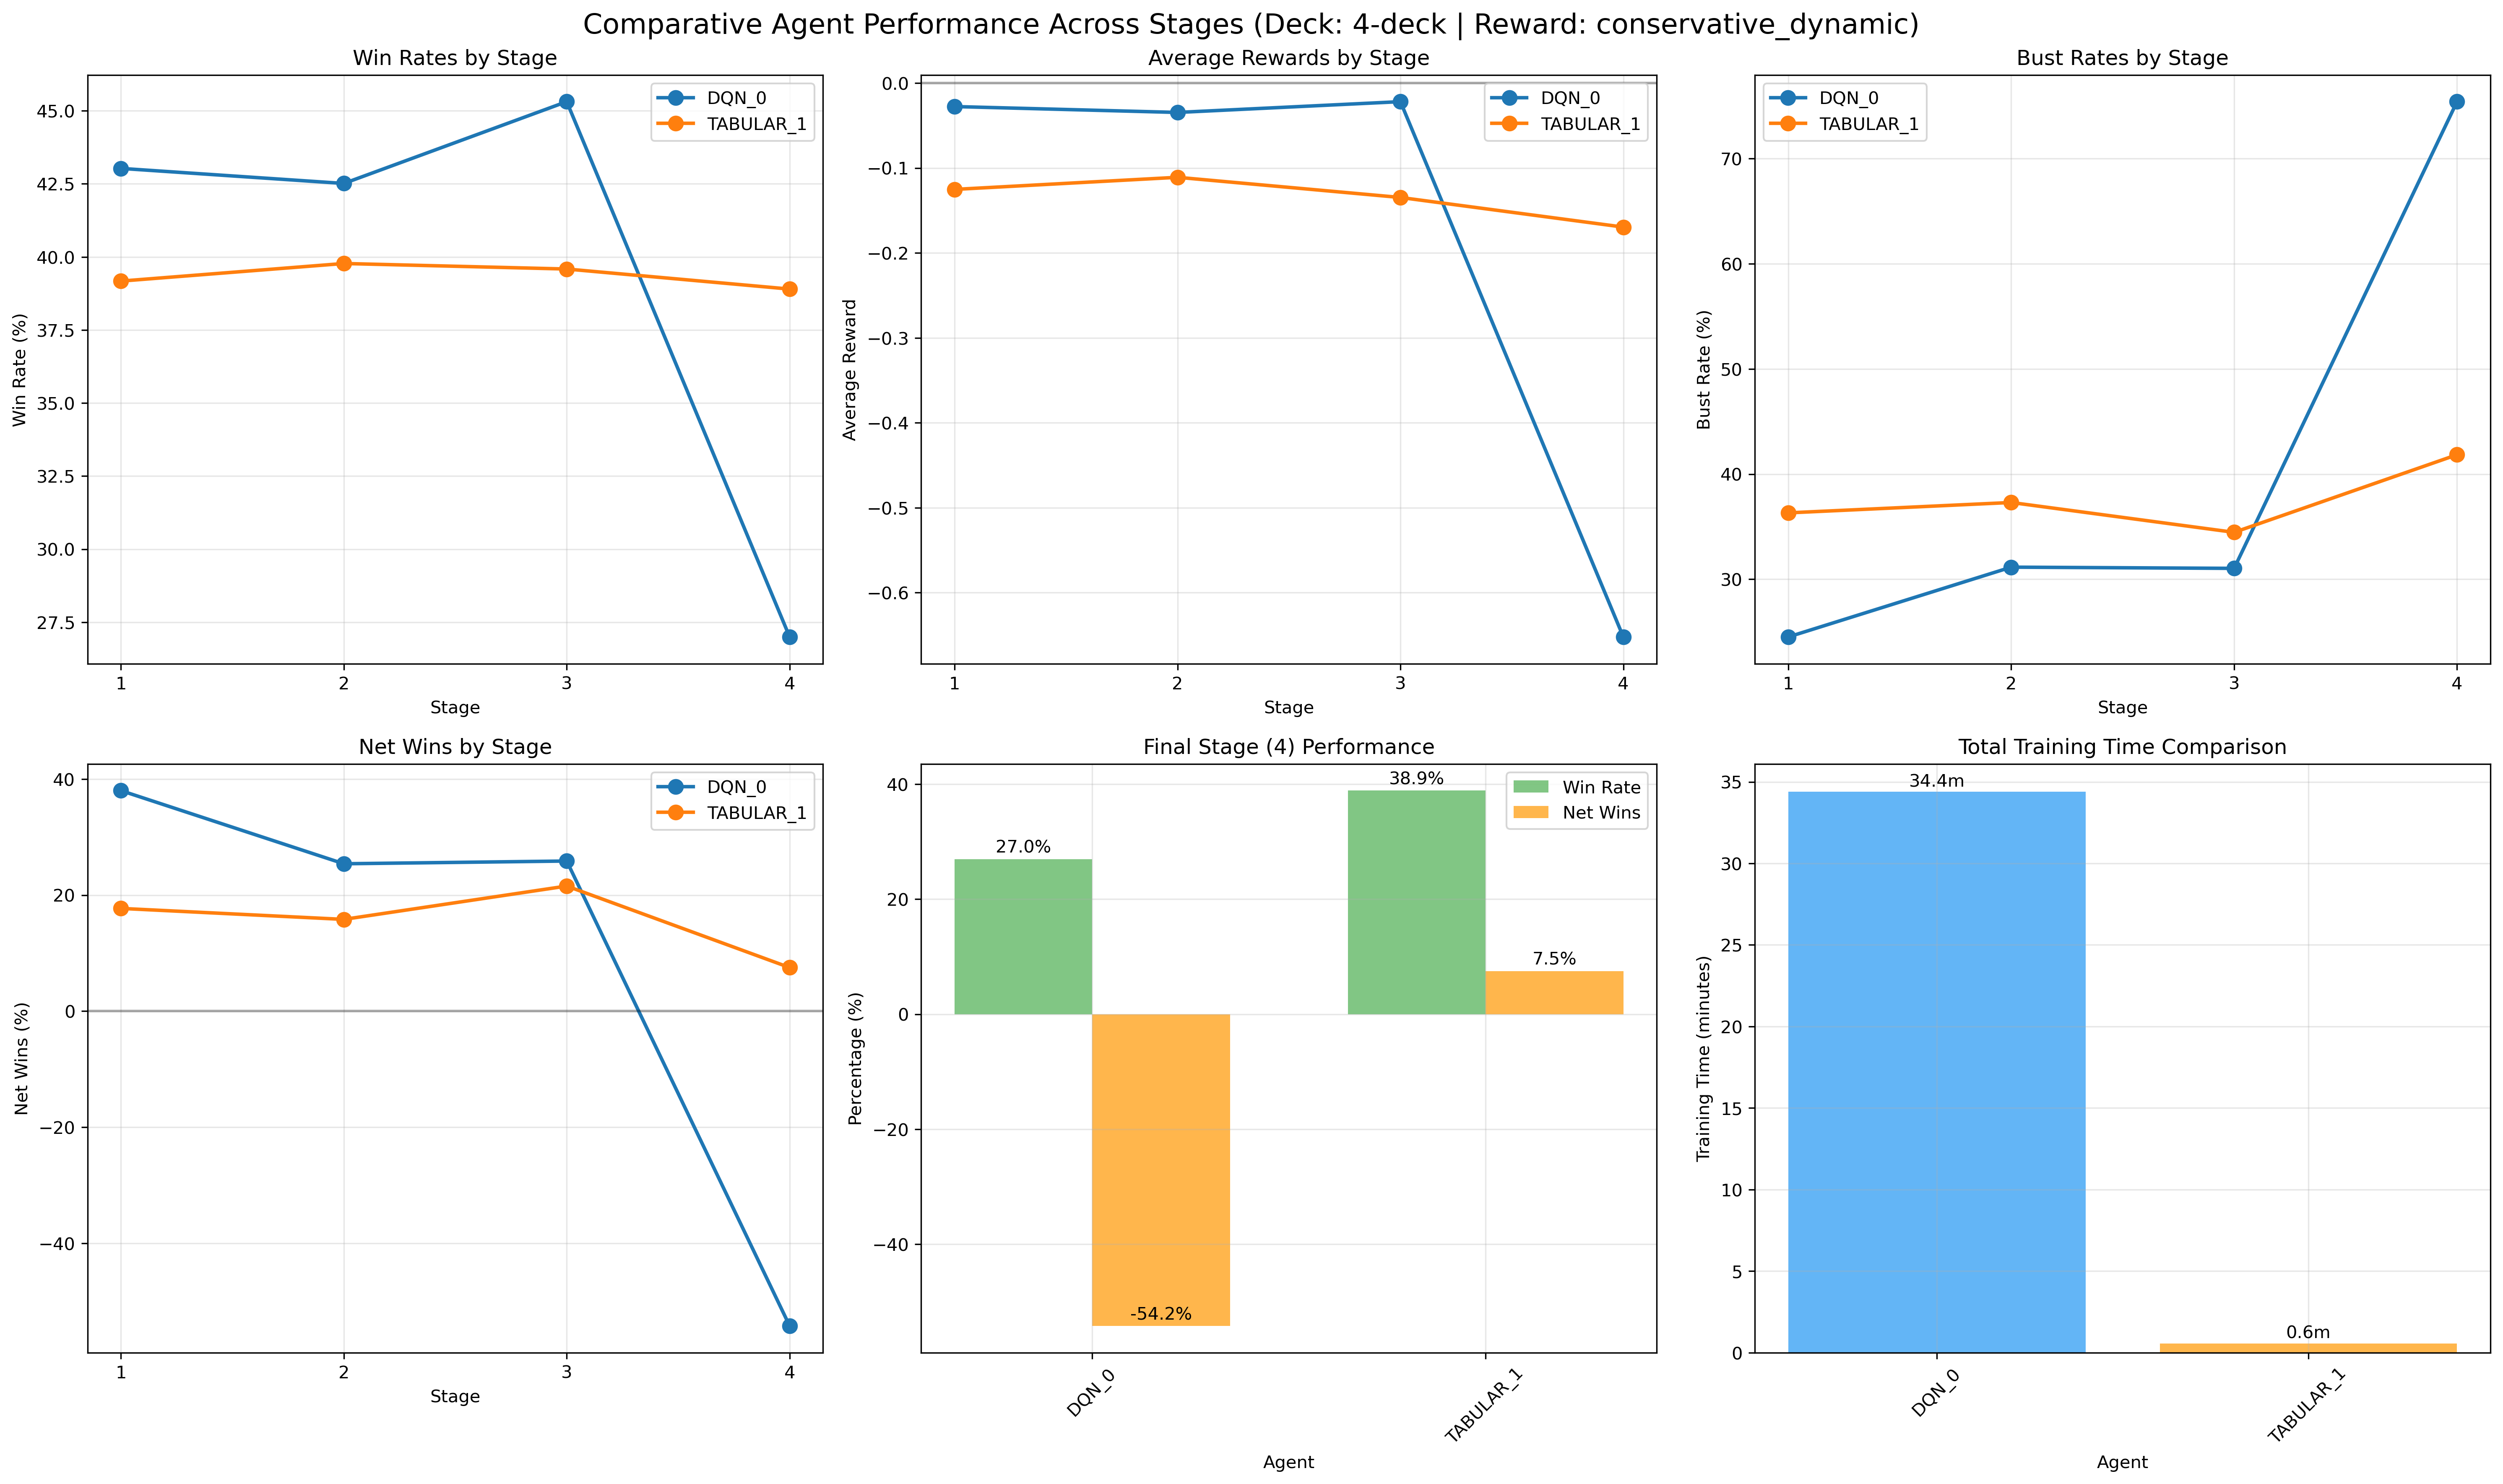 Comparative Agent Performance Across Stages (Deck: 4-deck | Reward: conservative_dynamic)
Win Rates by Stage
DQN_0
TABULAR_1
45.0
42.5
40.0
37.5
35.0
32.5
30.0
27.5
Win Rate (%)
1 2 3 4
Stage
Average Rewards by Stage
DQN_0
TABULAR_1
0.0
−0.1
−0.2
−0.3
−0.4
−0.5
−0.6
Average Reward
1 2 3 4
Stage
Bust Rates by Stage
DQN_0
TABULAR_1
70
60
50
40
30
Bust Rate (%)
1 2 3 4
Stage
Net Wins by Stage
DQN_0
TABULAR_1
40
20
0
−20
−40
Net Wins (%)
1 2 3 4
Stage
Final Stage (4) Performance
Win Rate
Net Wins
38.9%
27.0%
7.5%
-54.2%
40
20
0
−20
−40
Percentage (%)
DQN_0 TABULAR_1
Agent
Total Training Time Comparison
34.4m
0.6m
35
30
25
20
15
10
5
0
Training Time (minutes)
DQN_0 TABULAR_1
Agent